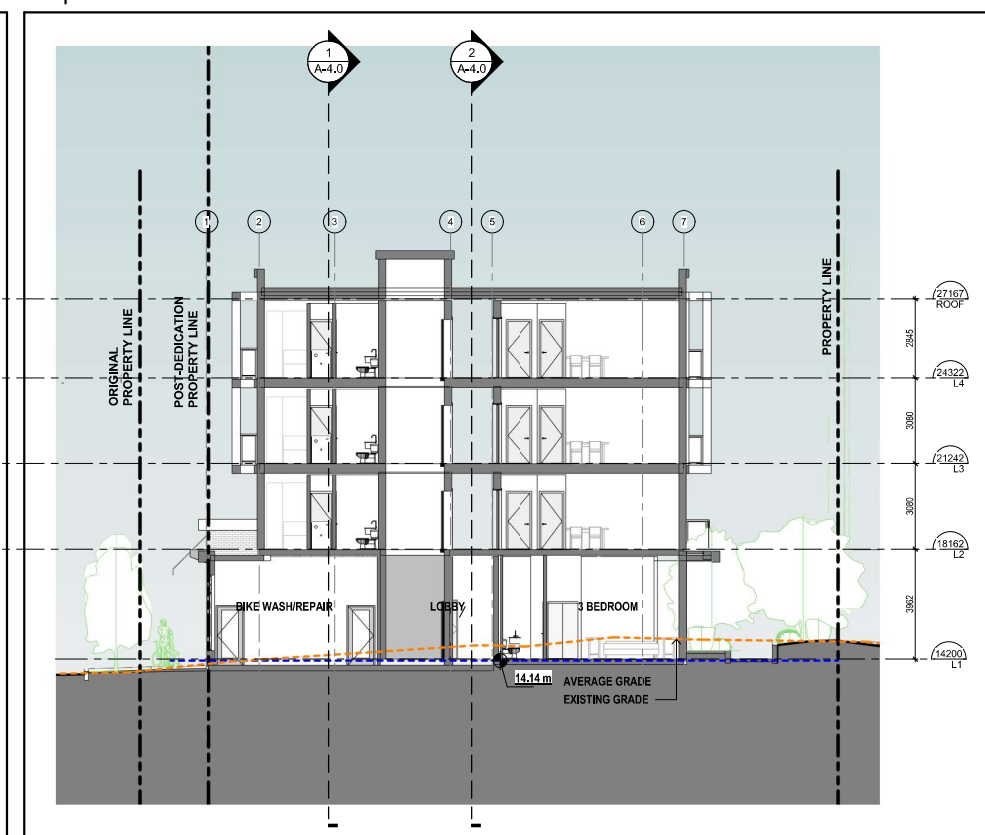 1
A-4.0
2
A-4.0
1
2
3
4
5
6
7
ORIGINAL
PROPERTY LINE
POST-DEDICATION
PROPERTY LINE
PROPERTY LINE
27167
ROOF
2845
24322
L4
3080
21242
L3
3080
18162
L2
3962
14200
L1
BIKE WASH/REPAIR
LOBBY
3 BEDROOM
14.14 m
AVERAGE GRADE
EXISTING GRADE